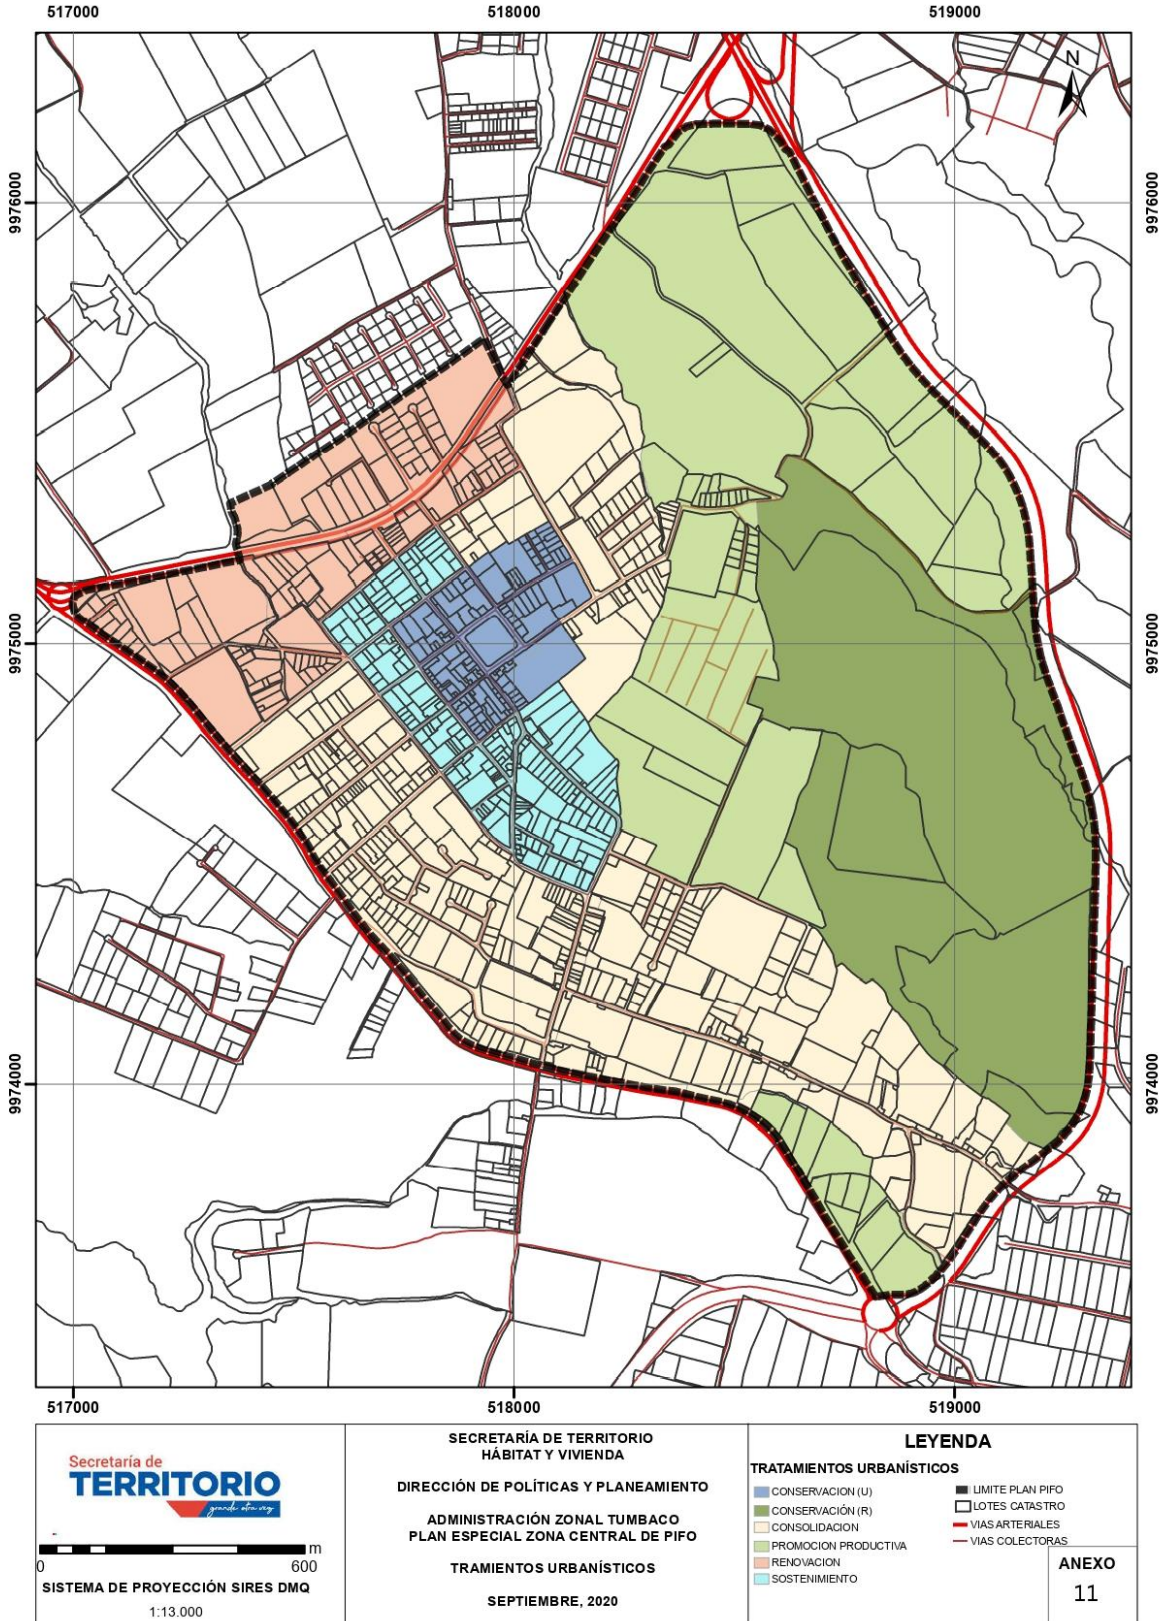 517000 518000 519000
N
9976000 9976000
9975000 9975000
9974000 9974000
517000 518000 519000
Secretaría de
TERRITORIO
grande otra vez
0 600 m
SISTEMA DE PROYECCIÓN SIRES DMQ
1:13.000
SECRETARÍA DE TERRITORIO
HÁBITAT Y VIVIENDA
DIRECCIÓN DE POLÍTICAS Y PLANEAMIENTO
ADMINISTRACIÓN ZONAL TUMBACO
PLAN ESPECIAL ZONA CENTRAL DE PIFO
TRAMIENTOS URBANÍSTICOS
SEPTIEMBRE, 2020
LEYENDA
TRATAMIENTOS URBANÍSTICOS
CONSERVACION (U)
CONSERVACIÓN (R)
CONSOLIDACION
PROMOCION PRODUCTIVA
RENOVACION
SOSTENIMIENTO
LIMITE PLAN PIFO
LOTES CATASTRO
VIAS ARTERIALES
VIAS COLECTORAS
ANEXO
11